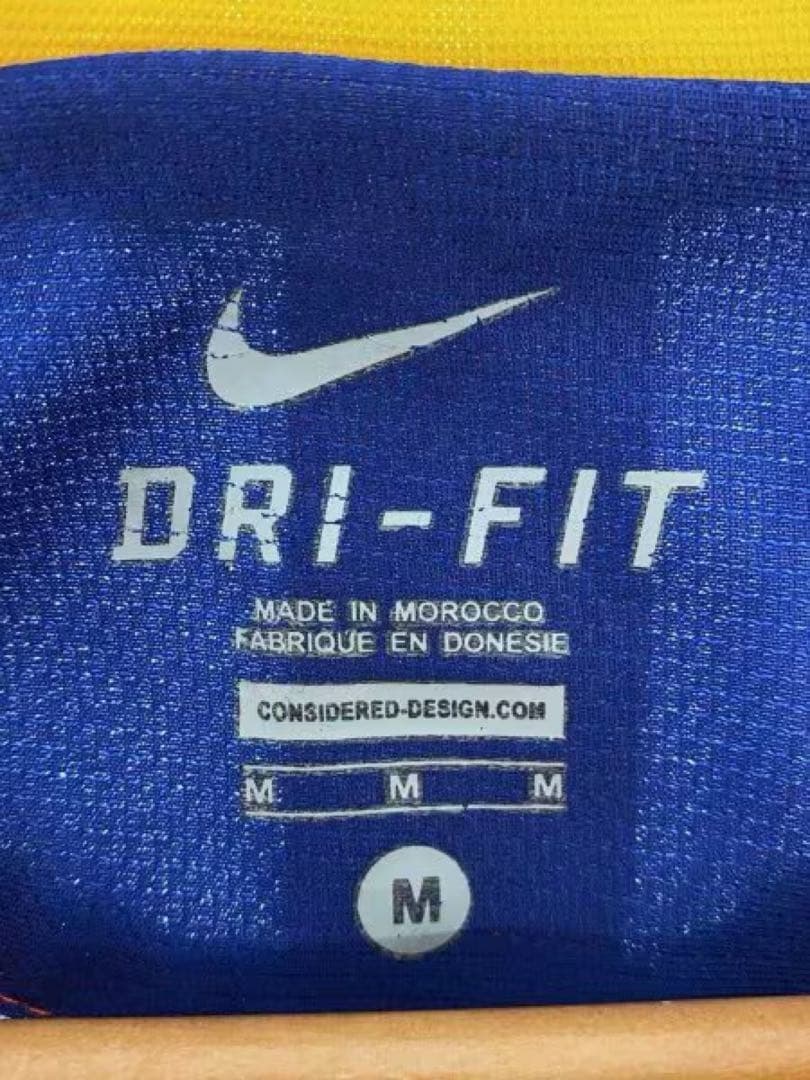 DRI-FIT
MADE IN MOROCCO
FABRIQUE EN DONESIE
CONSIDERED-DESIGN.COM
M M M
M